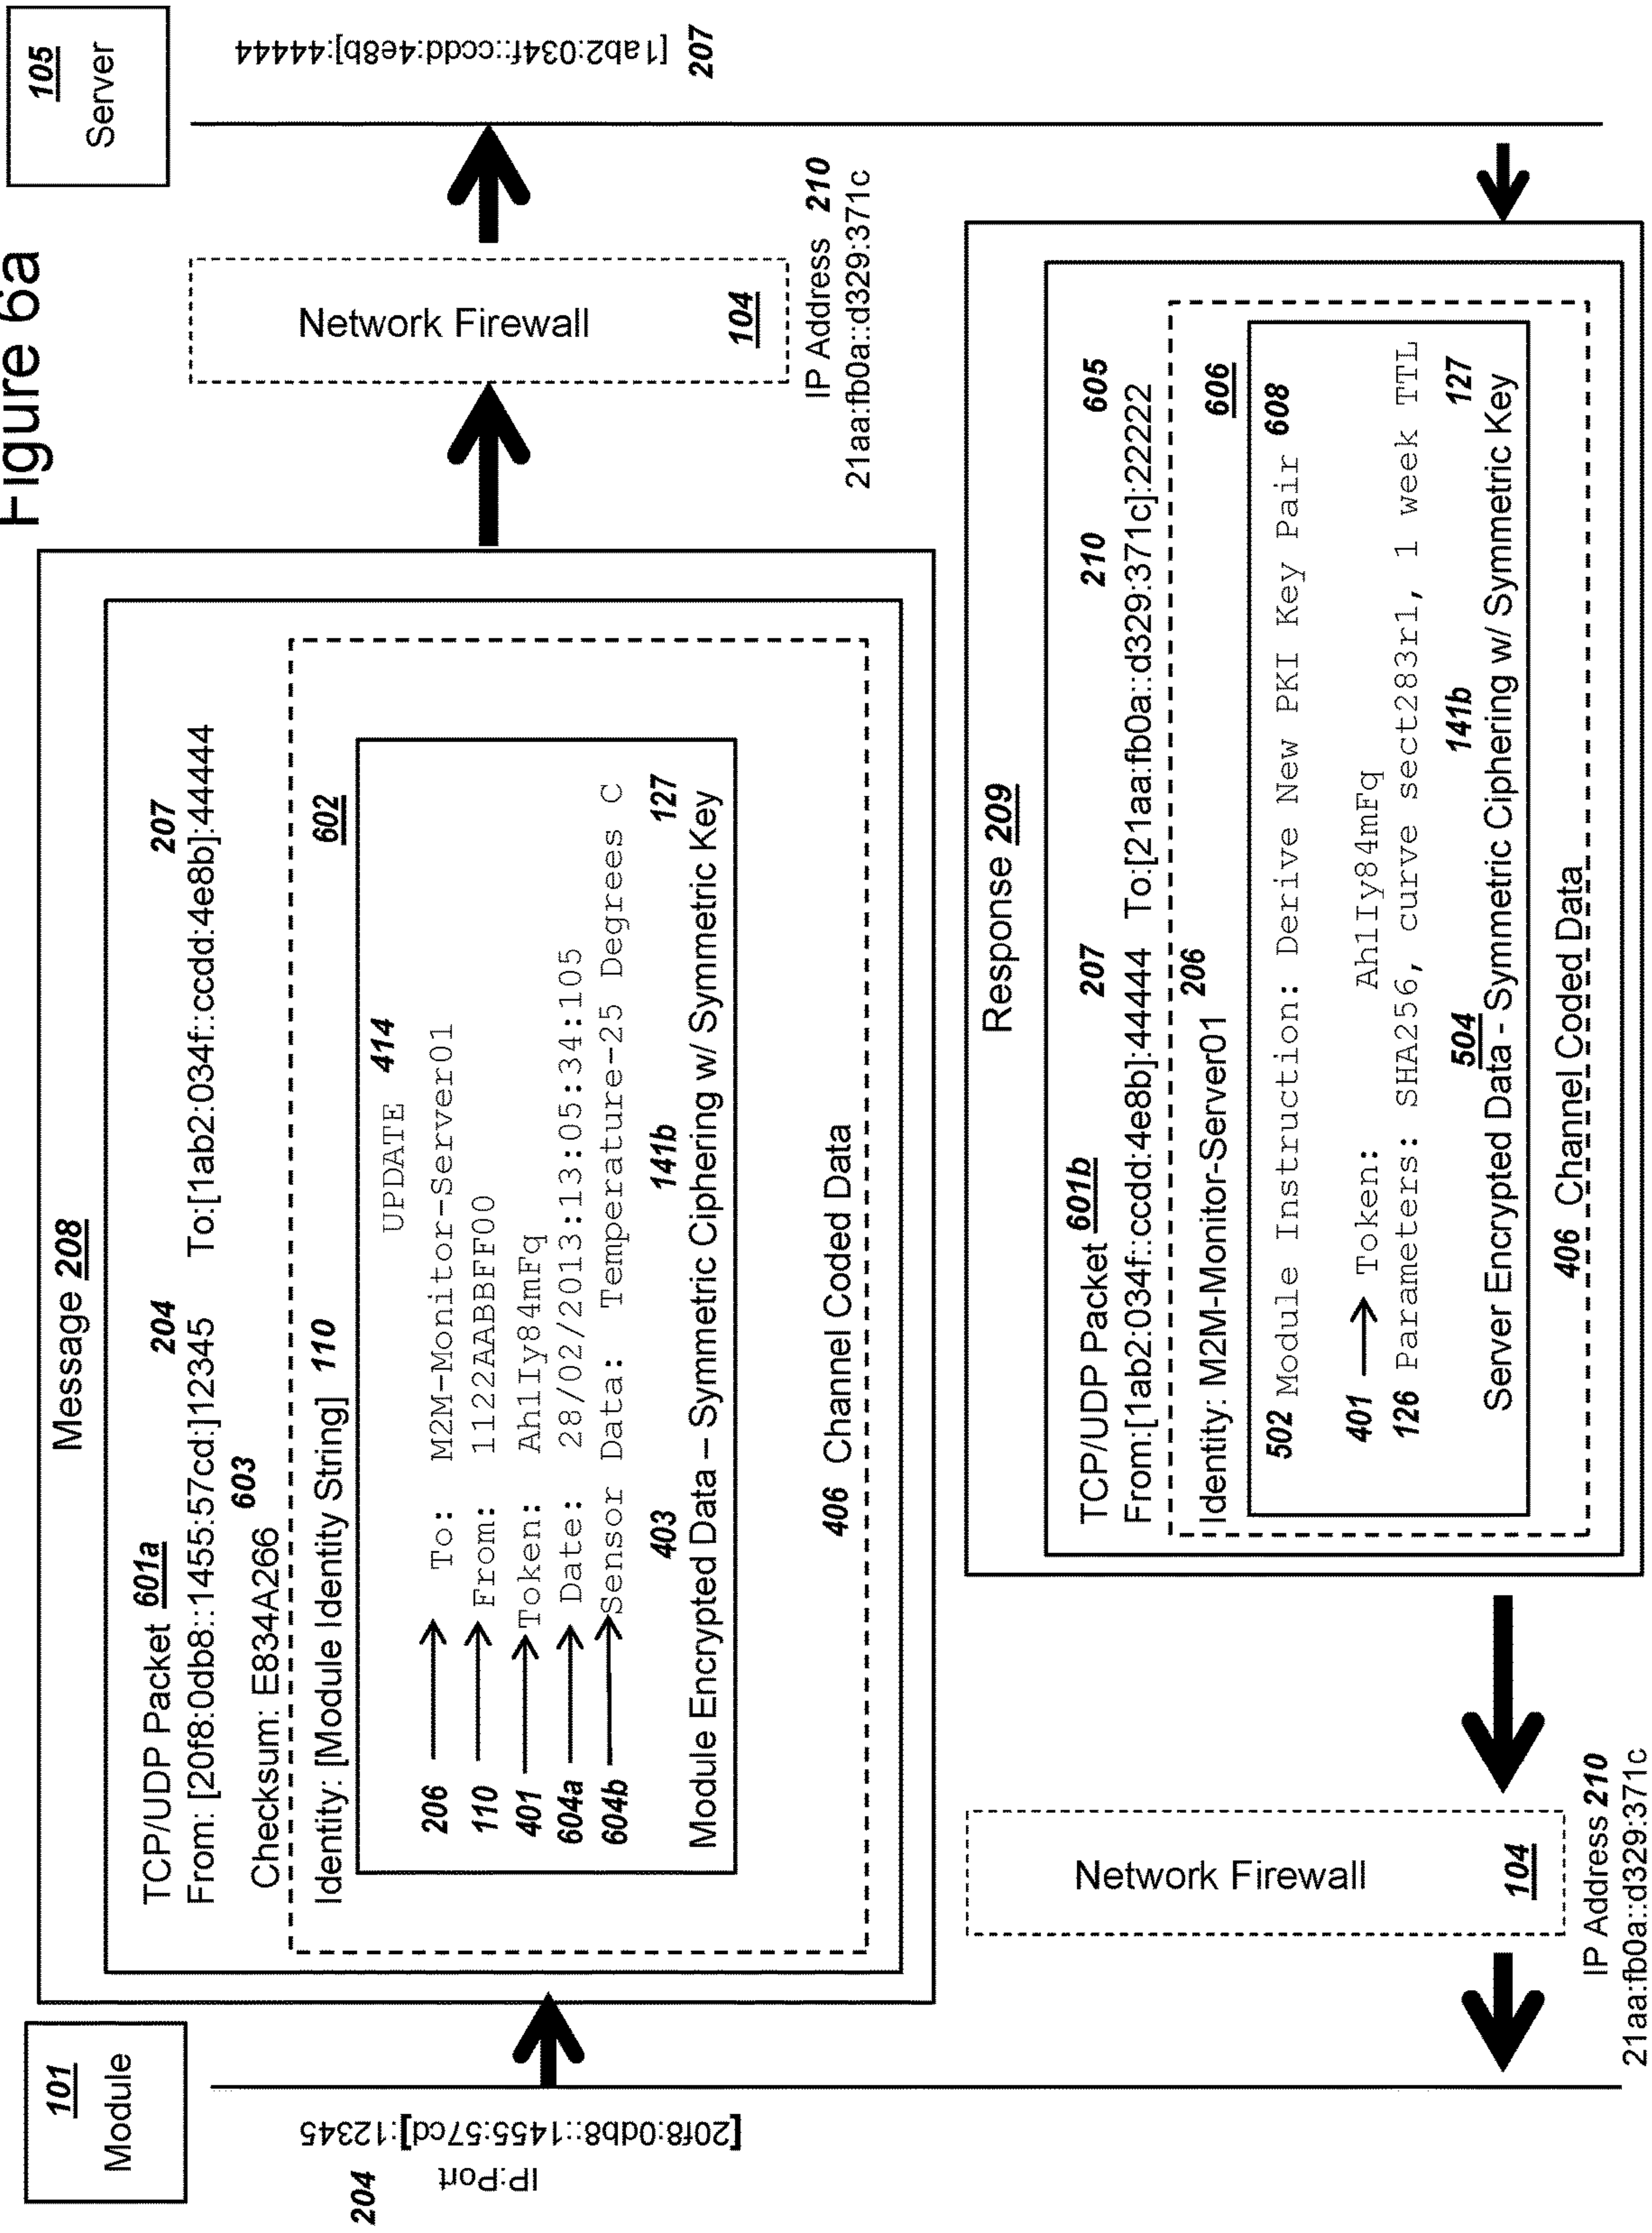 Figure 6a
101
Module
105
Server
204
IP:Port
[20f8:0db8::1455:57cd]:12345
Message 208
TCP/UDP Packet 601a
204
207
From: [20f8:0db8::1455:57cd:]12345 To:[1ab2:034f::ccdd:4e8b]:44444
603
Checksum: E834A266
Identity: [Module Identity String] 110
602
UPDATE 414
206 To: M2M-Monitor-Server01
110 From: 1122AABBFF00
401 Token: Ah1Iy84mFq
604a Date: 28/02/2013:13:05:34:105
604b Sensor Data: Temperature-25 Degrees C
403 141b 127
Module Encrypted Data – Symmetric Ciphering w/ Symmetric Key
406 Channel Coded Data
Network Firewall
104
IP Address 210
21aa:fb0a::d329:371c
[1ab2:034f::ccdd:4e8b]:44444
207
Response 209
TCP/UDP Packet 601b 207 210 605
From:[1ab2:034f::ccdd:4e8b]:44444 To:[21aa:fb0a::d329:371c]:22222
206
606
Identity: M2M-Monitor-Server01
502 Module Instruction: Derive New PKI Key Pair 608
401 Token: Ah1Iy84mFq
126 Parameters: SHA256, curve sect283r1, 1 week TTL
504 141b 127
Server Encrypted Data - Symmetric Ciphering w/ Symmetric Key
406 Channel Coded Data
Network Firewall
104
IP Address 210
21aa:fb0a::d329:371c